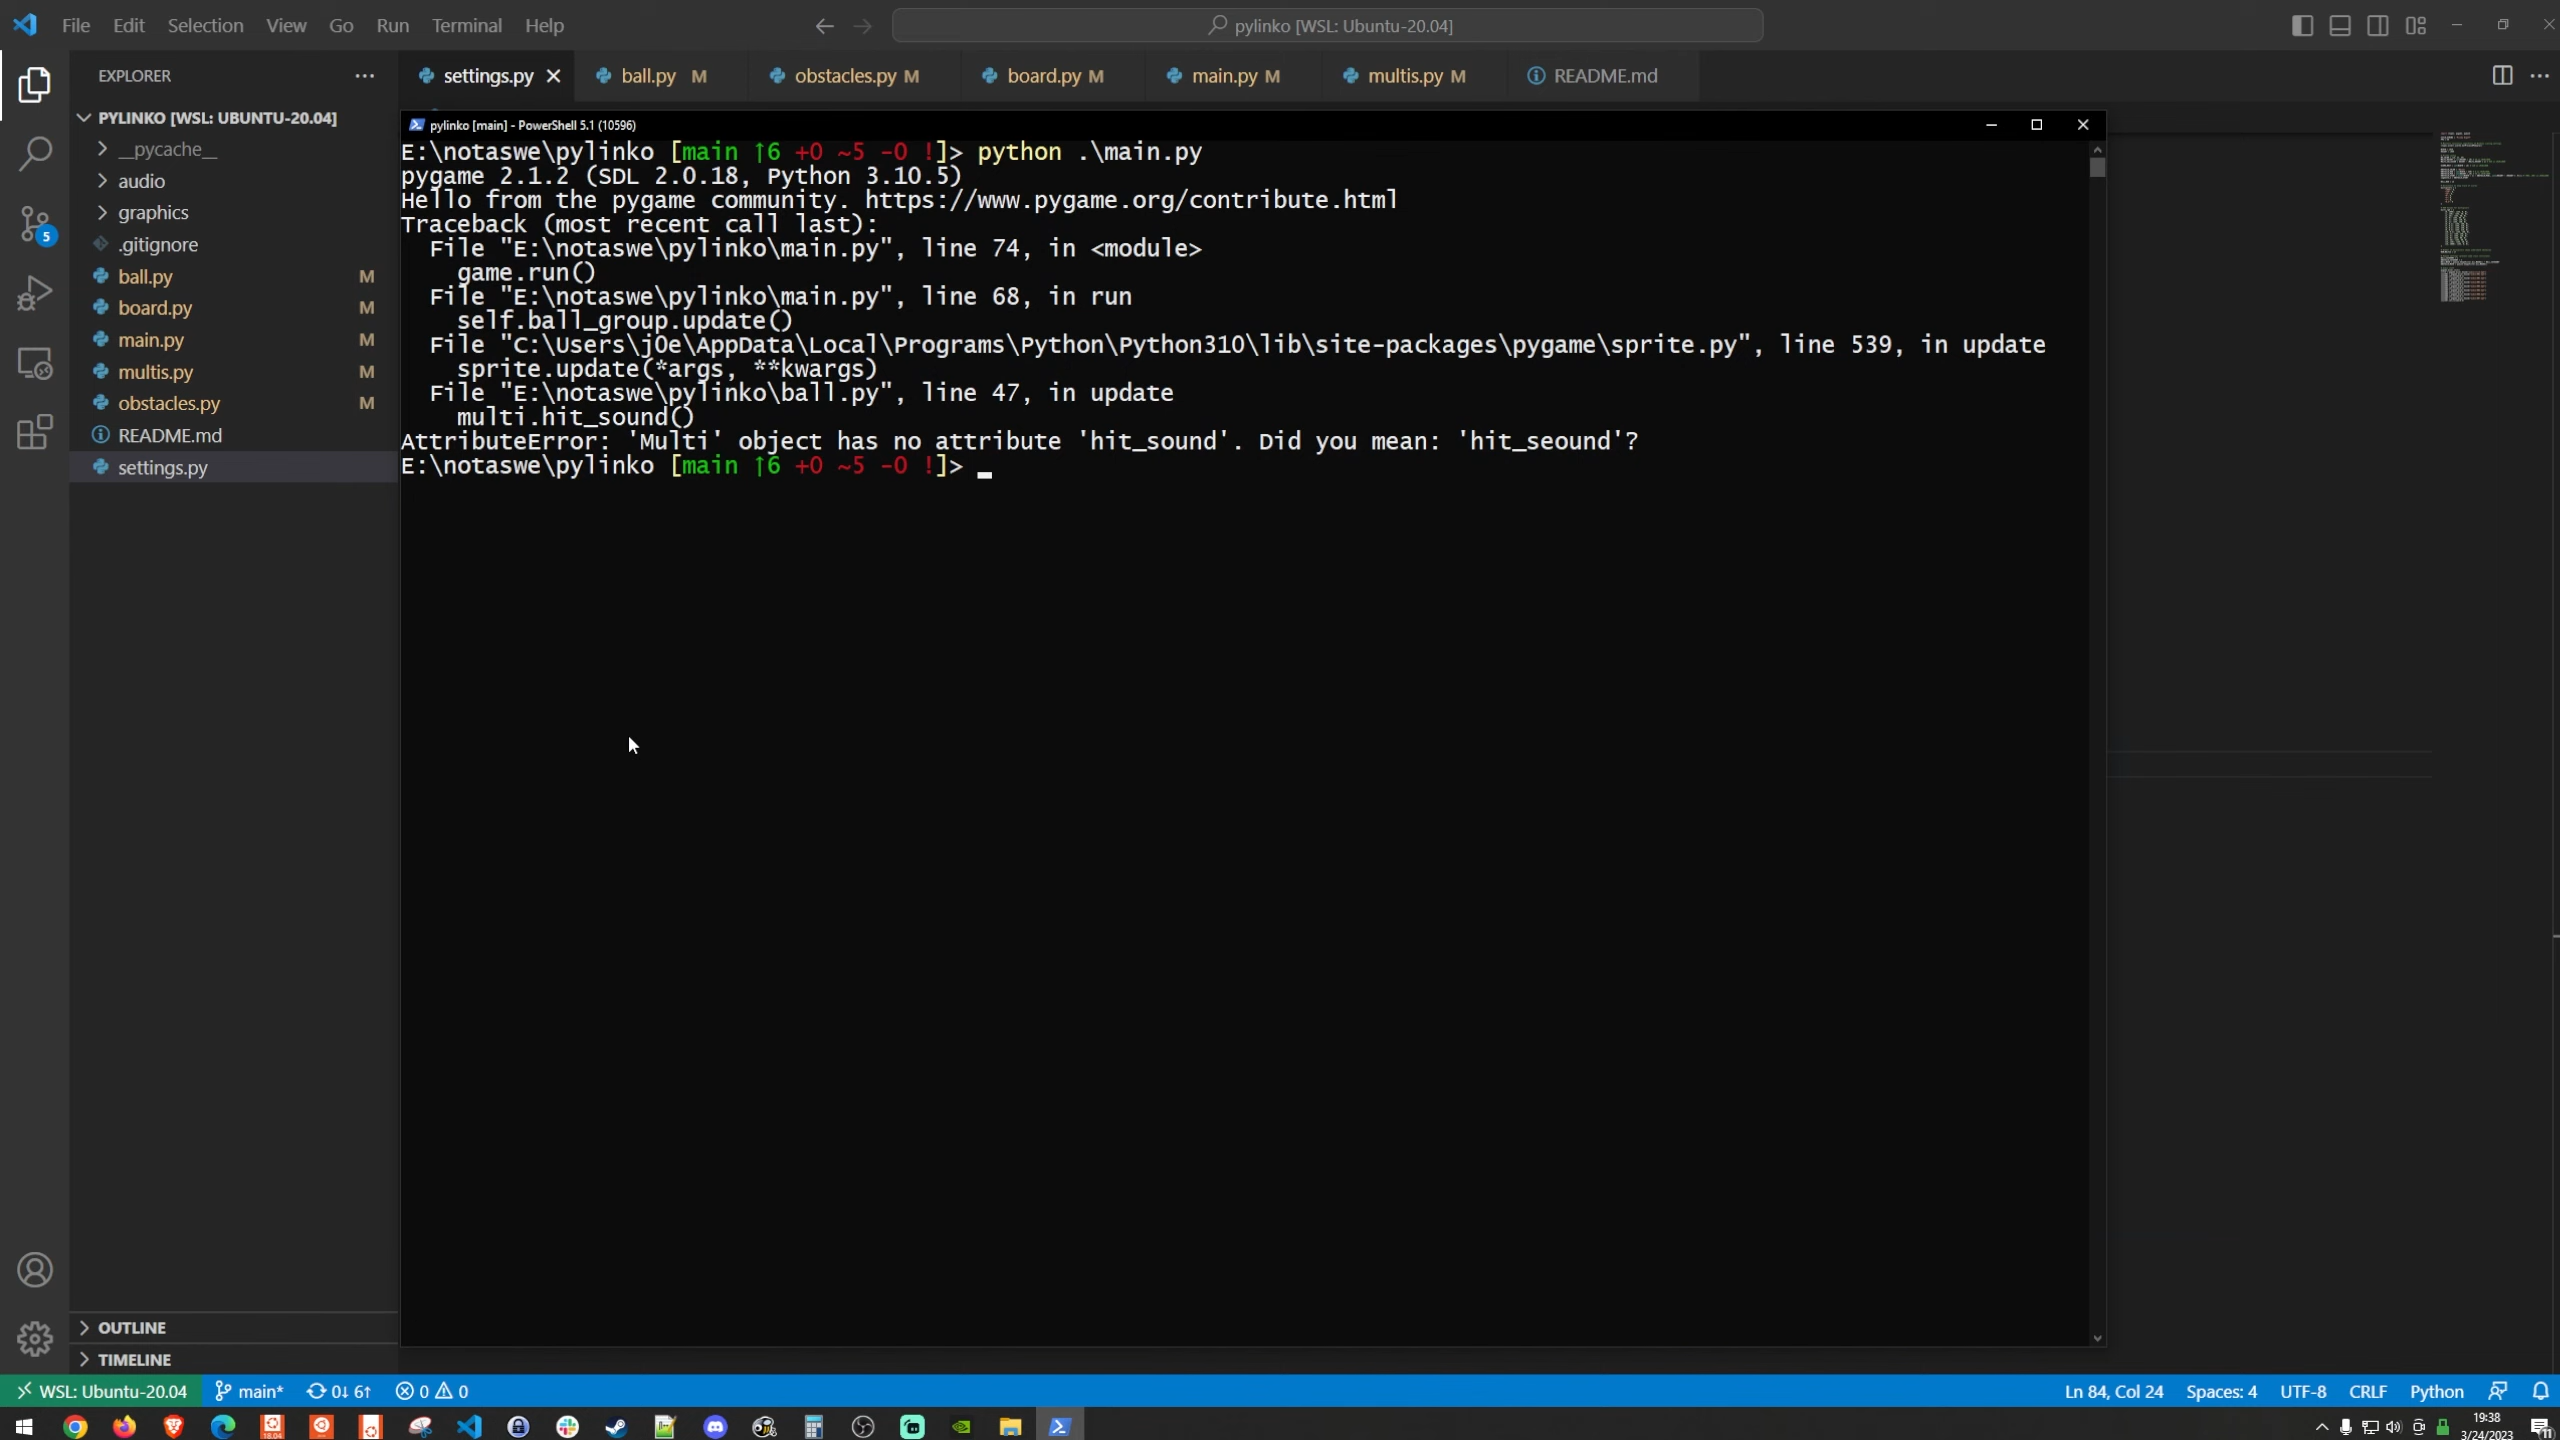 File Edit Selection View Go Run Terminal Help
pylinko [WSL: Ubuntu-20.04]
EXPLORER
settings.py
ball.py M
obstacles.py M
board.py M
main.py M
multis.py M
README.md
PYLINKO [WSL: UBUNTU-20.04]
__pycache__
audio
graphics
.gitignore
ball.py M
board.py M
main.py M
multis.py M
obstacles.py M
README.md
settings.py
5
pylinko [main] - PowerShell 5.1 (10596)
E:\notaswe\pylinko [main ↑6 +0 ~5 -0 !]> python .\main.py
pygame 2.1.2 (SDL 2.0.18, Python 3.10.5)
Hello from the pygame community. https://www.pygame.org/contribute.html
Traceback (most recent call last):
  File "E:\notaswe\pylinko\main.py", line 74, in <module>
    game.run()
  File "E:\notaswe\pylinko\main.py", line 68, in run
    self.ball_group.update()
  File "C:\Users\j0e\AppData\Local\Programs\Python\Python310\lib\site-packages\pygame\sprite.py", line 539, in update
    sprite.update(*args, **kwargs)
  File "E:\notaswe\pylinko\ball.py", line 47, in update
    multi.hit_sound()
AttributeError: 'Multi' object has no attribute 'hit_sound'. Did you mean: 'hit_seound'?
E:\notaswe\pylinko [main ↑6 +0 ~5 -0 !]>
OUTLINE
TIMELINE
WSL: Ubuntu-20.04 main* 0↓ 6↑ 0 0
Ln 84, Col 24 Spaces: 4 UTF-8 CRLF Python
18.04
19:38
3/24/2023